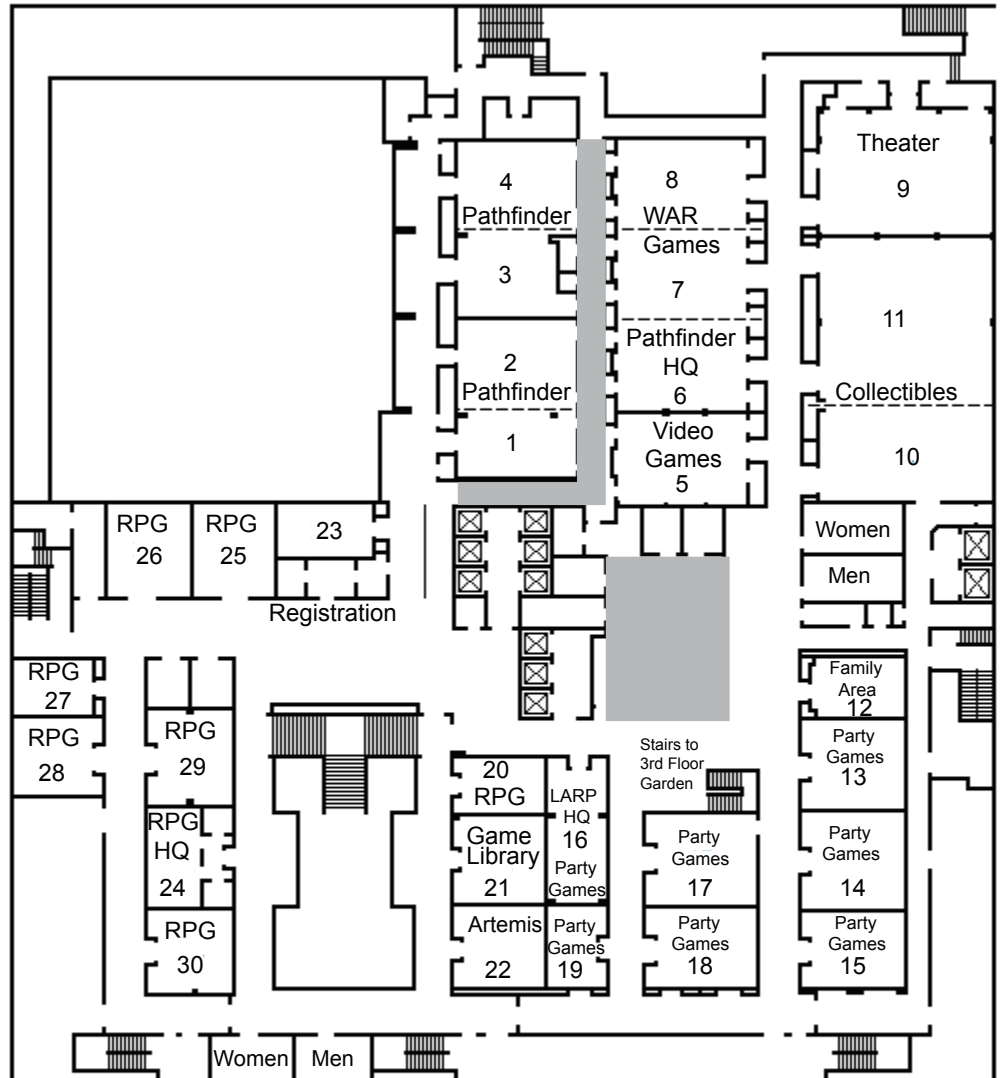 Theater
9
4
Pathfinder
3
8
WAR
Games
7
2
Pathfinder
1
Pathfinder
HQ
6
Video
Games
5
11
Collectibles
10
RPG
26
RPG
25
23
Registration
Women
Men
RPG
27
RPG
28
RPG
29
RPG
HQ
24
RPG
30
20
RPG
Game
Library
21
Artemis
22
LARP
HQ
16
Party
Games
Party
Games
19
Stairs to
3rd Floor
Garden
Party
Games
17
Party
Games
18
Family
Area
12
Party
Games
13
Party
Games
14
Party
Games
15
Women
Men